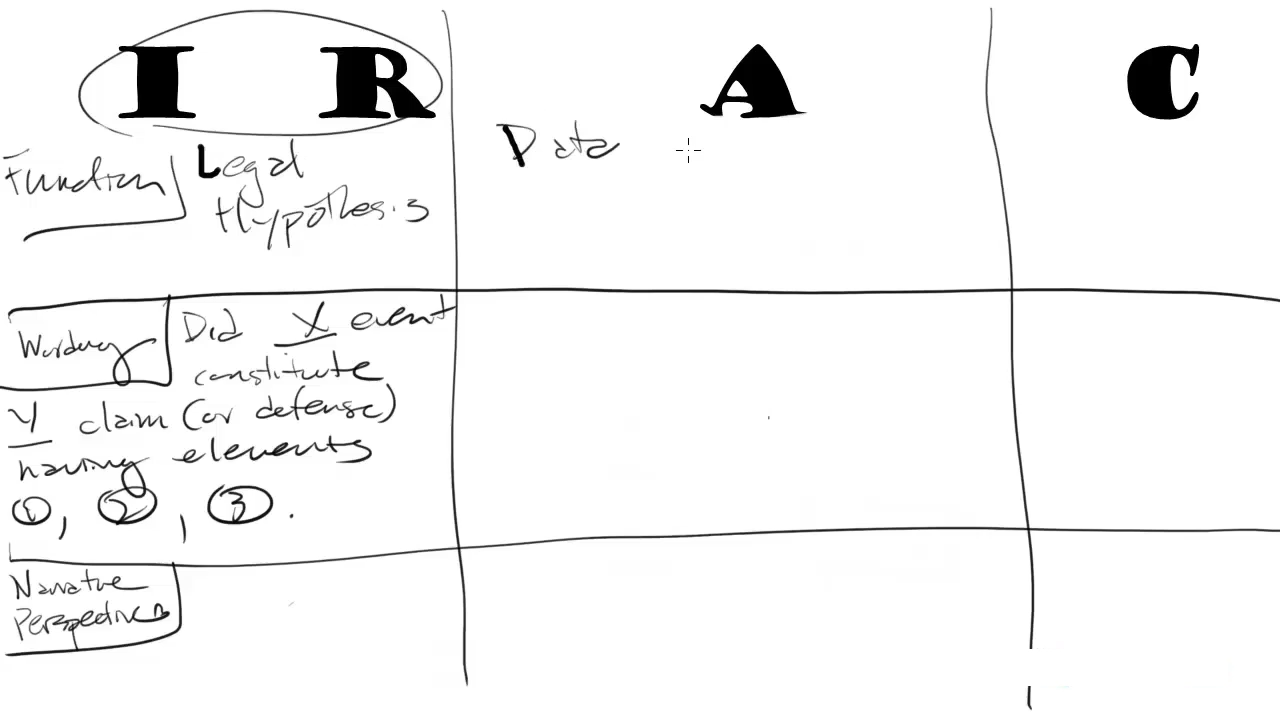 I R A C
Function Legal Data
Hypothesis
Wording Did X event
constitute
Y claim (or defense)
having elements
①, ②, ③.
Narrative
Perspective